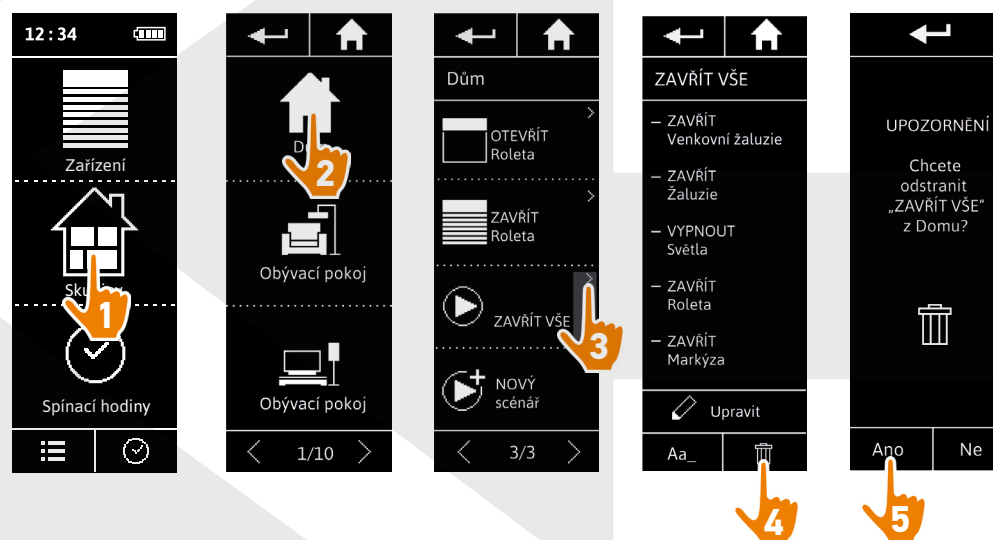 12:34
Zařízení
1
Spínací hodiny
2
Obývací pokoj
Obývací pokoj
1/10
Dům
OTEVŘÍT
Roleta
ZAVŘÍT
Roleta
ZAVŘÍT VŠE
3
NOVÝ
scénář
3/3
ZAVŘÍT VŠE
– ZAVŘÍT
Venkovní žaluzie
– ZAVŘÍT
Žaluzie
– VYPNOUT
Světla
– ZAVŘÍT
Roleta
– ZAVŘÍT
Markýza
Upravit
Aa_
4
UPOZORNĚNÍ
Chcete
odstranit
„ZAVŘÍT VŠE“
z Domu?
Ano
Ne
5